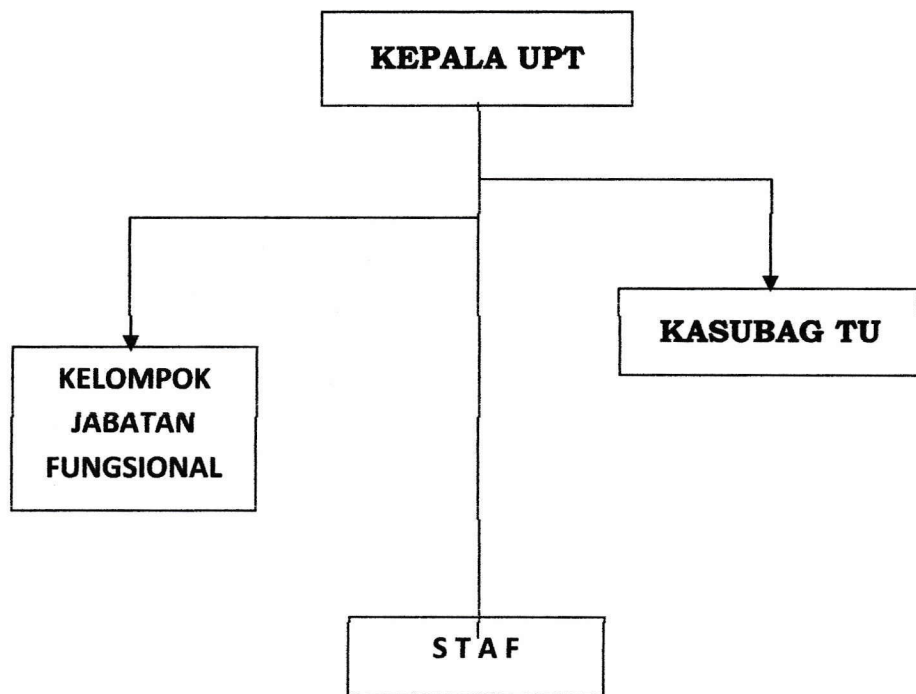 KEPALA UPT
KASUBAG TU
KELOMPOK
JABATAN
FUNGSIONAL
S T A F